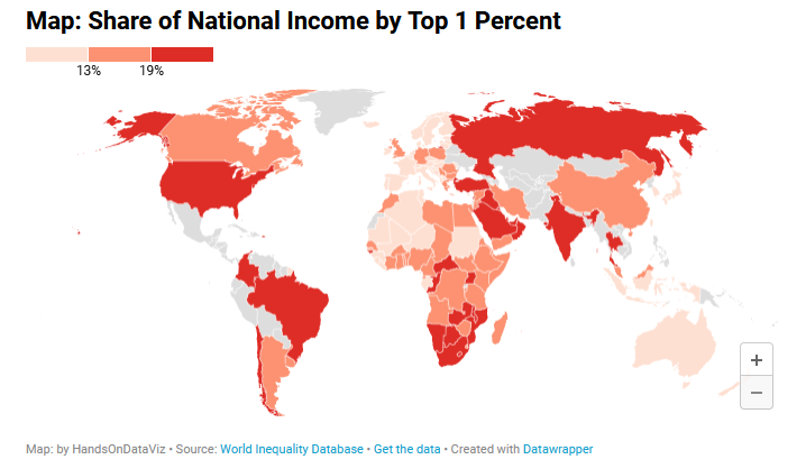 Map: Share of National Income by Top 1 Percent
13% 19%
+
−
Map: by HandsOnDataViz • Source: World Inequality Database • Get the data • Created with Datawrapper